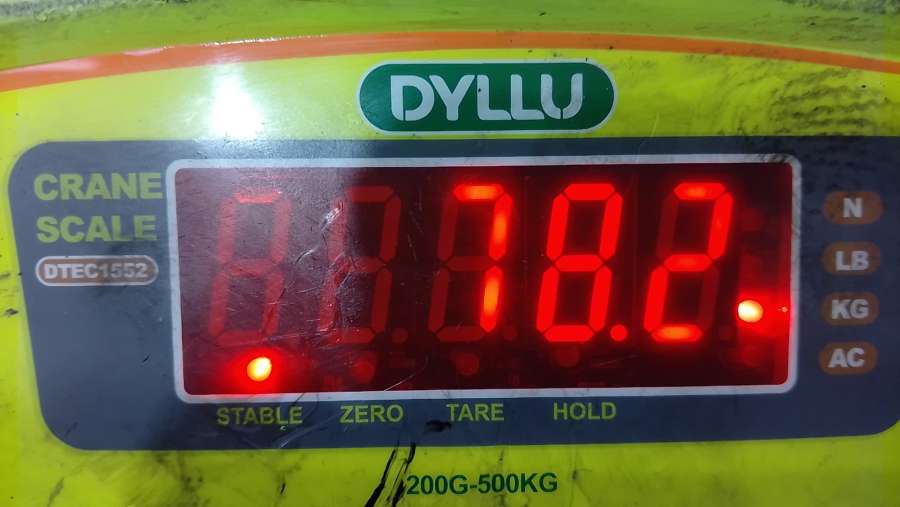 DYLLU
CRANE
SCALE
DTEC1552
78.2
N
LB
KG
AC
STABLE ZERO TARE HOLD
200G-500KG